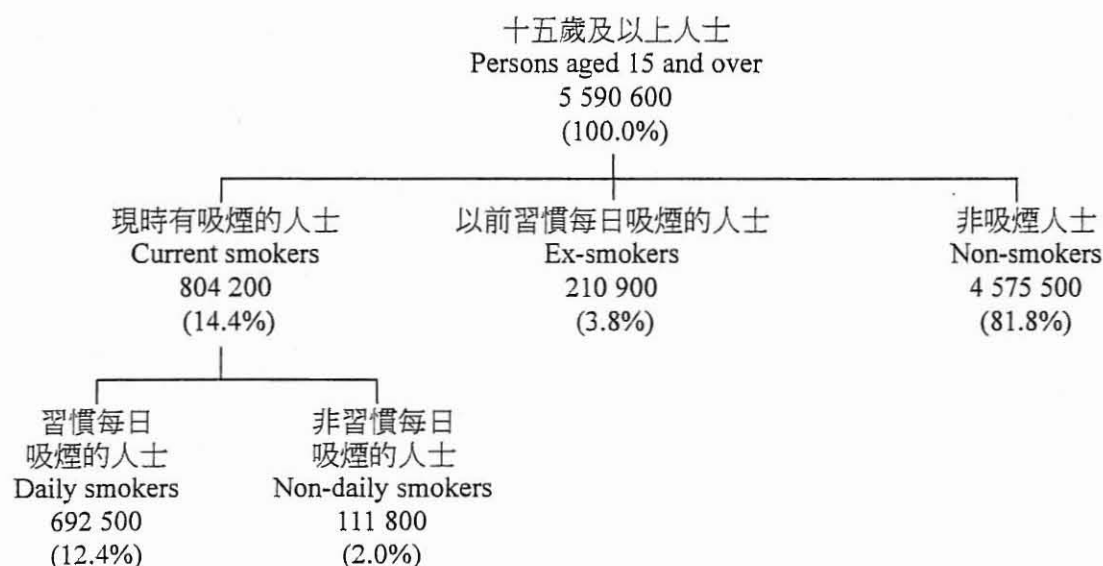 十五歲及以上人士
Persons aged 15 and over
5 590 600
(100.0%)
現時有吸煙的人士
Current smokers
804 200
(14.4%)
以前習慣每日吸煙的人士
Ex-smokers
210 900
(3.8%)
非吸煙人士
Non-smokers
4 575 500
(81.8%)
習慣每日
吸煙的人士
Daily smokers
692 500
(12.4%)
非習慣每日
吸煙的人士
Non-daily smokers
111 800
(2.0%)